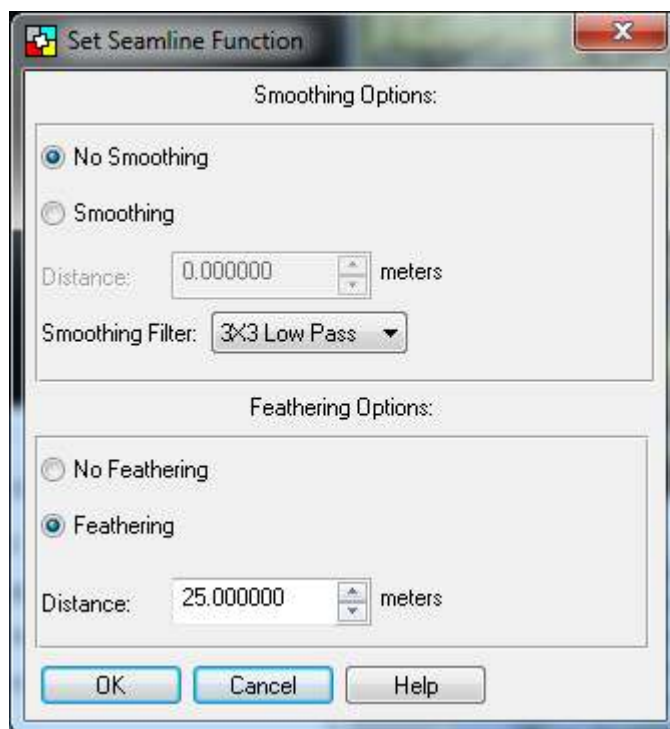 Set Seamline Function
Smoothing Options:
No Smoothing
Smoothing
Distance: 0.000000 meters
Smoothing Filter: 3X3 Low Pass
Feathering Options:
No Feathering
Feathering
Distance: 25.000000 meters
OK Cancel Help